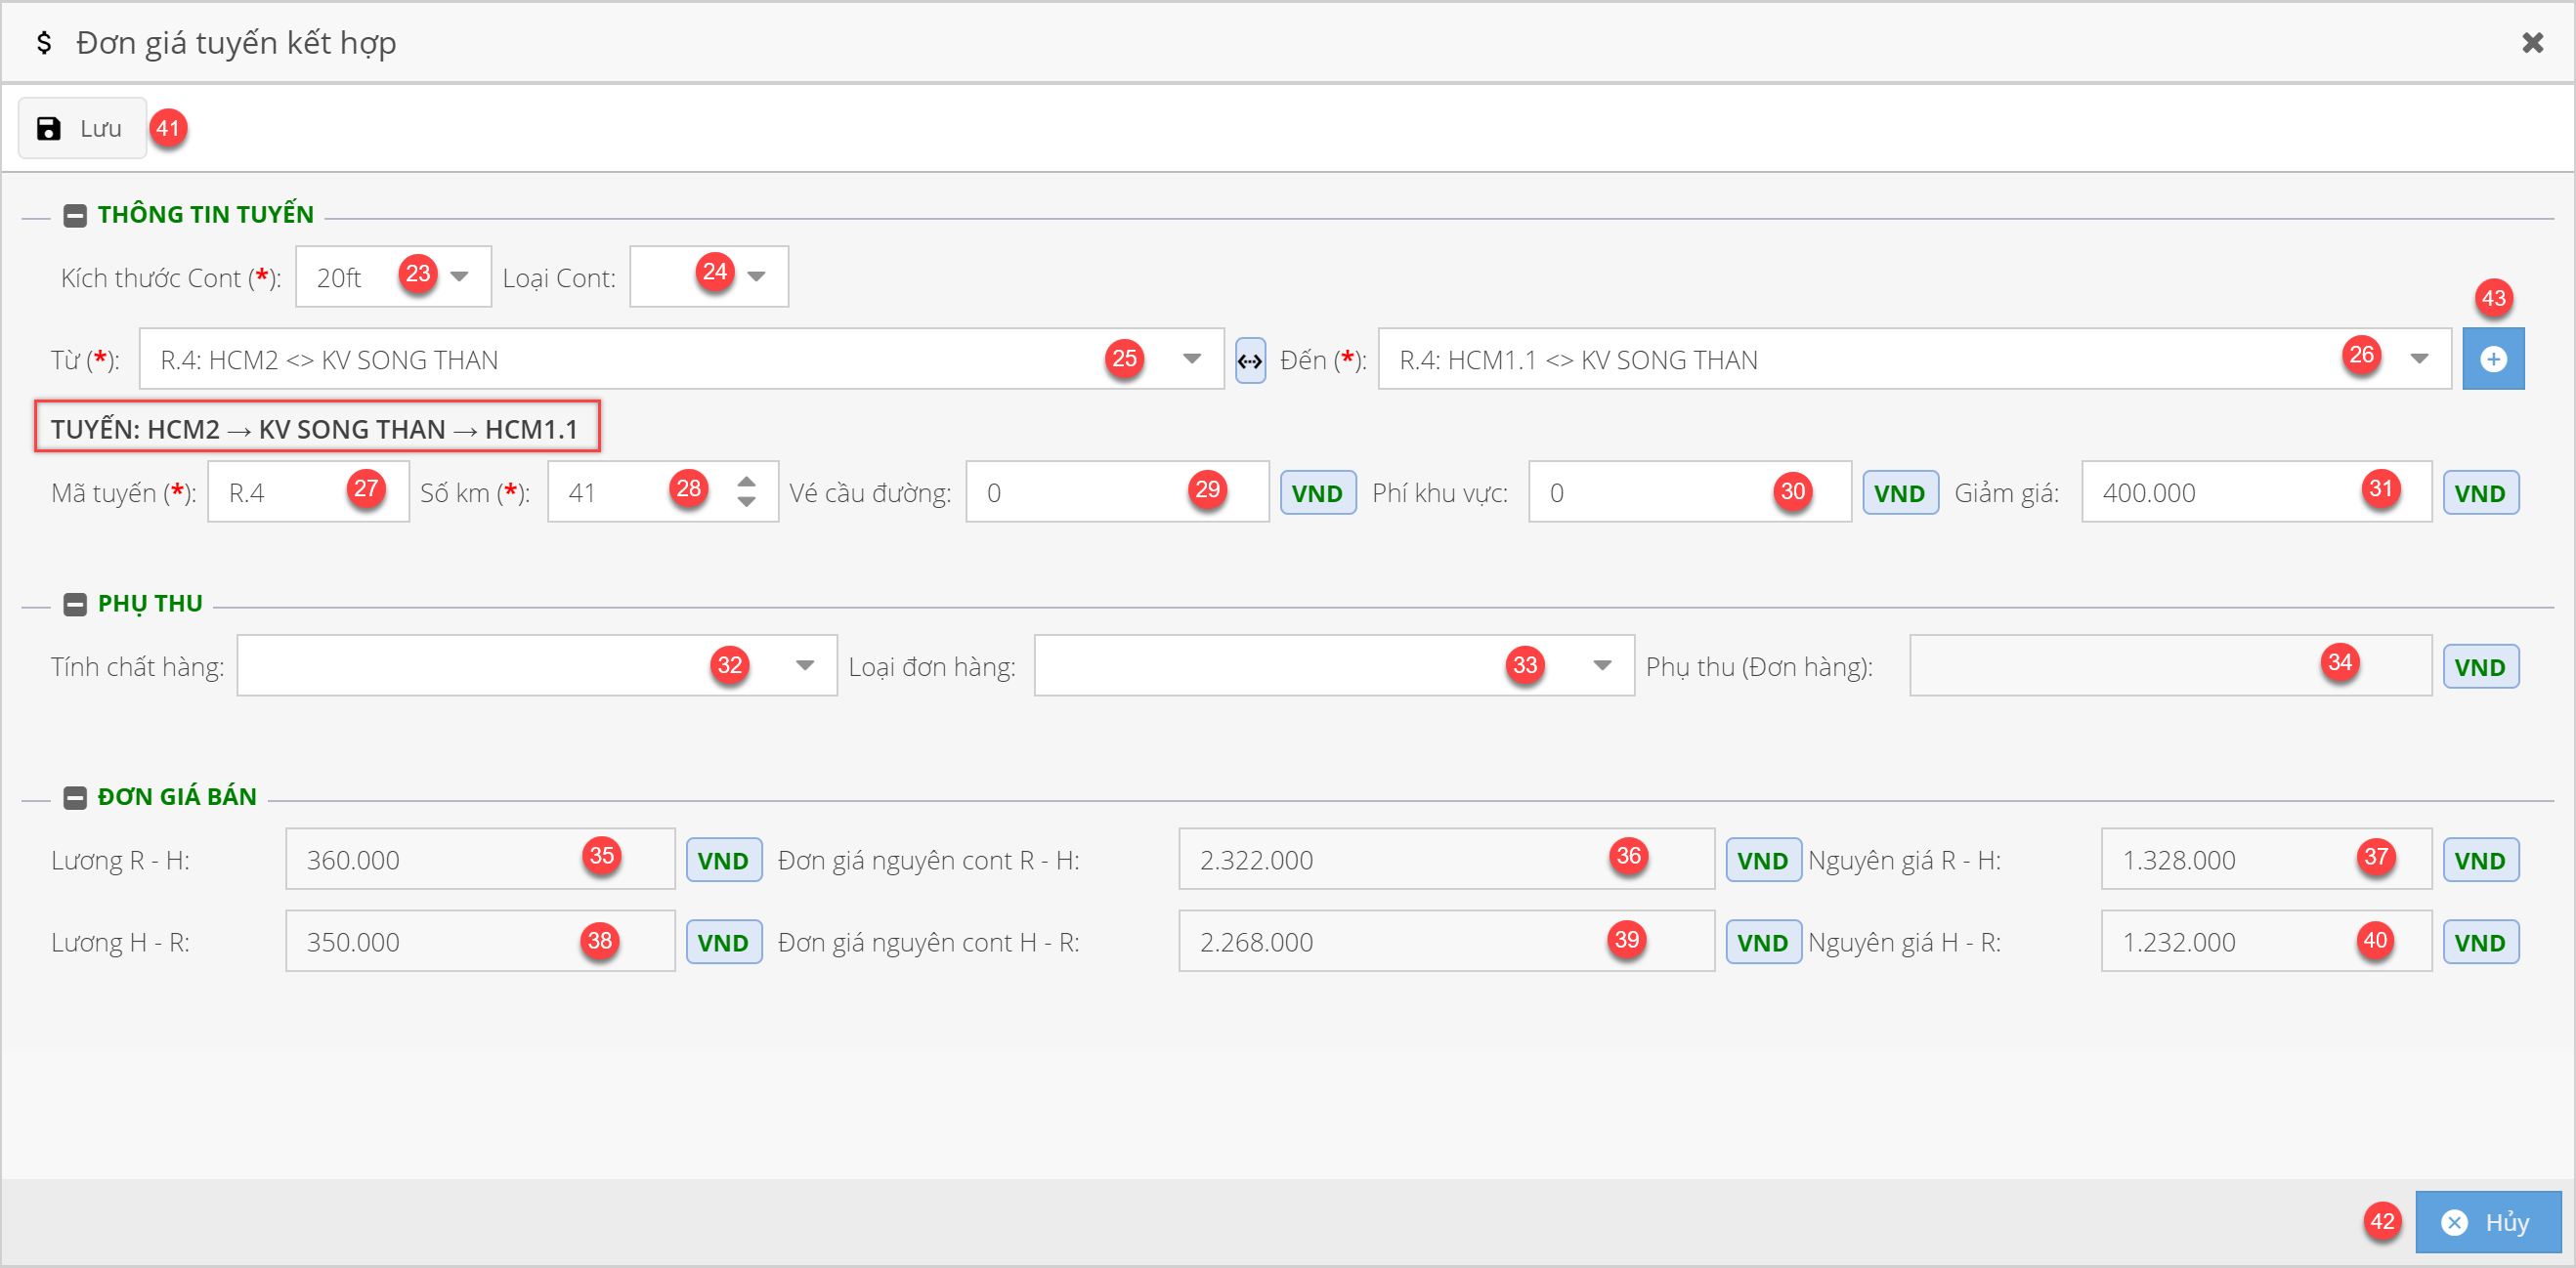 $ Đơn giá tuyến kết hợp
Lưu 41
THÔNG TIN TUYẾN
Kích thước Cont (*): 20ft 23 Loại Cont: 24
43
Từ (*): R.4: HCM2 <> KV SONG THAN 25 Đến (*): R.4: HCM1.1 <> KV SONG THAN 26
TUYẾN: HCM2 → KV SONG THAN → HCM1.1
Mã tuyến (*): R.4 27 Số km (*): 41 28 Vé cầu đường: 0 29 VND Phí khu vực: 0 30 VND Giảm giá: 400.000 31 VND
PHỤ THU
Tính chất hàng: 32 Loại đơn hàng: 33 Phụ thu (Đơn hàng): 34 VND
ĐƠN GIÁ BÁN
Lương R - H: 360.000 35 VND Đơn giá nguyên cont R - H: 2.322.000 36 VND Nguyên giá R - H: 1.328.000 37 VND
Lương H - R: 350.000 38 VND Đơn giá nguyên cont H - R: 2.268.000 39 VND Nguyên giá H - R: 1.232.000 40 VND
42 Hủy